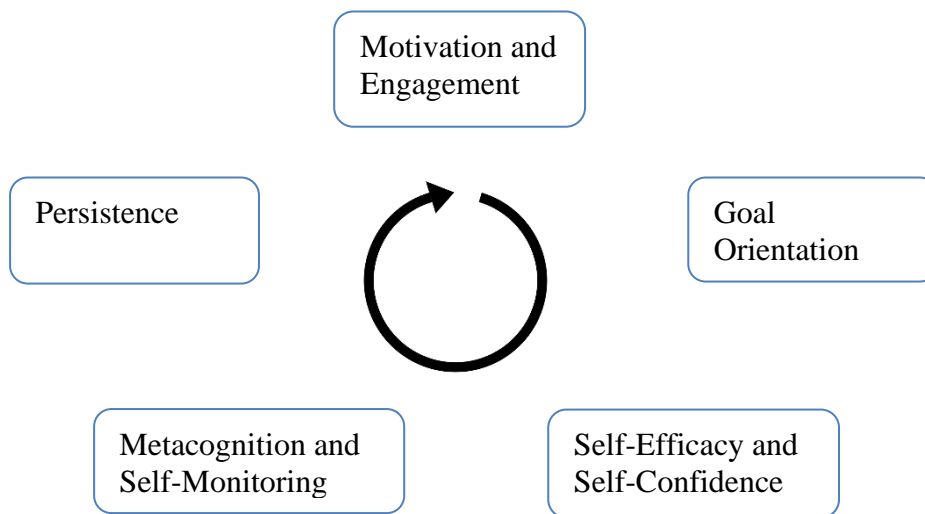 Motivation and
Engagement
Persistence
Goal
Orientation
Metacognition and
Self-Monitoring
Self-Efficacy and
Self-Confidence